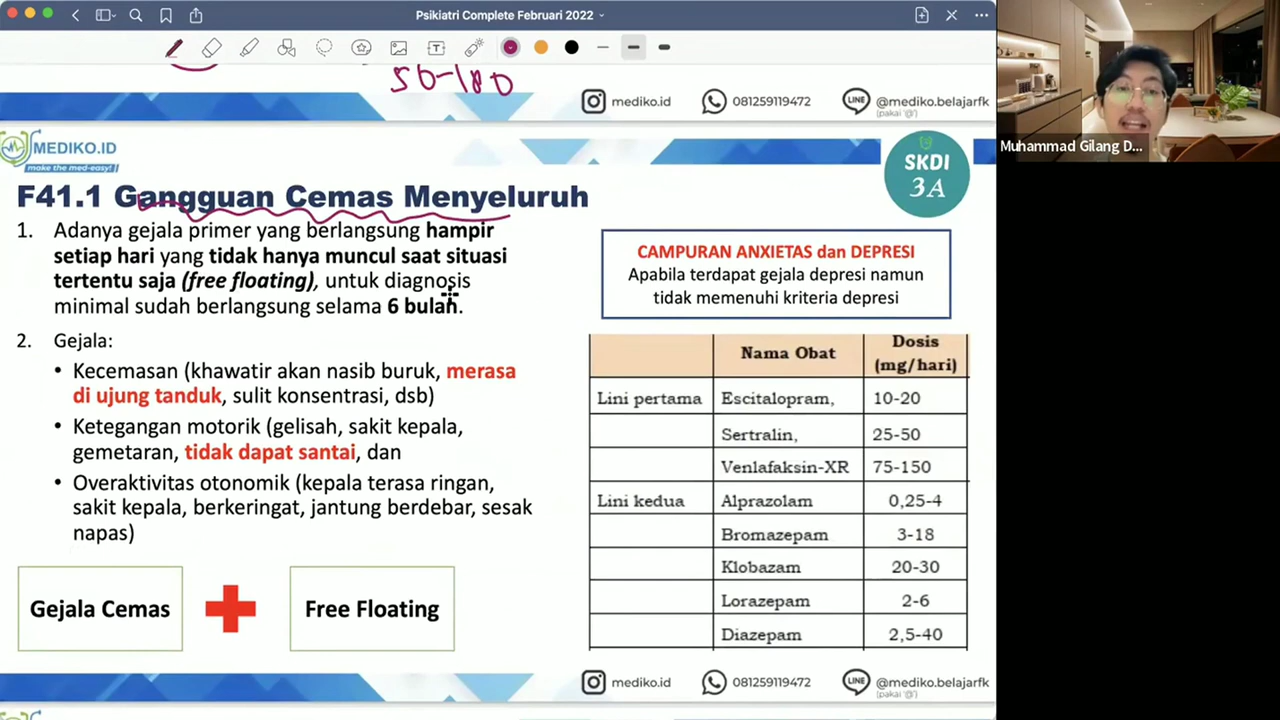 Psikiatri Complete Februari 2022
50-180
mediko.id
081259119472
LINE
@mediko.belajarfk
(pakai '@')
MEDIKO.ID
make the med-easy!
SKDI
3A
F41.1 Gangguan Cemas Menyeluruh
1. Adanya gejala primer yang berlangsung hampir
setiap hari yang tidak hanya muncul saat situasi
tertentu saja (free floating), untuk diagnosis
minimal sudah berlangsung selama 6 bulah.
2. Gejala:
• Kecemasan (khawatir akan nasib buruk, merasa
di ujung tanduk, sulit konsentrasi, dsb)
• Ketegangan motorik (gelisah, sakit kepala,
gemetaran, tidak dapat santai, dan
• Overaktivitas otonomik (kepala terasa ringan,
sakit kepala, berkeringat, jantung berdebar, sesak
napas)
Gejala Cemas
Free Floating
CAMPURAN ANXIETAS dan DEPRESI
Apabila terdapat gejala depresi namun
tidak memenuhi kriteria depresi
Nama Obat
Dosis
(mg/hari)
Lini pertama Escitalopram, 10-20
Sertralin, 25-50
Venlafaksin-XR 75-150
Lini kedua Alprazolam 0,25-4
Bromazepam 3-18
Klobazam 20-30
Lorazepam 2-6
Diazepam 2,5-40
mediko.id
081259119472
LINE
@mediko.belajarfk
(pakai '@')
Muhammad Gilang D...